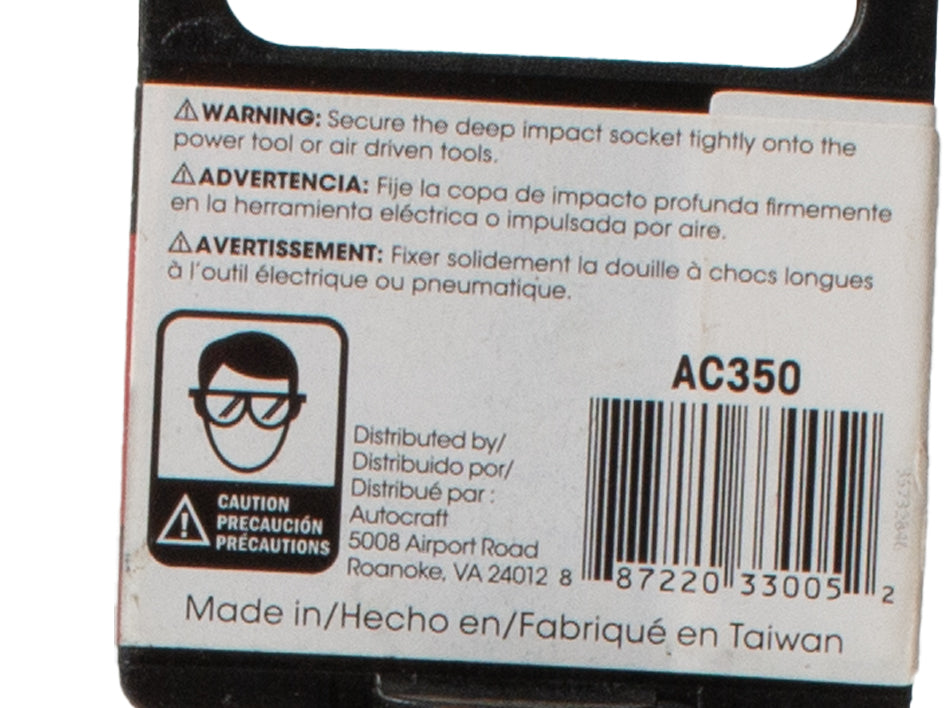 ⚠WARNING: Secure the deep impact socket tightly onto the
power tool or air driven tools.
⚠ADVERTENCIA: Fije la copa de impacto profunda firmemente
en la herramienta eléctrica o impulsada por aire.
⚠AVERTISSEMENT: Fixer solidement la douille à chocs longues
à l'outil électrique ou pneumatique.
AC350
CAUTION
PRECAUCIÓN
PRÉCAUTIONS
Distributed by/
Distribuido por/
Distribué par :
Autocraft
5008 Airport Road
Roanoke, VA 24012
8 87220 33005 2
Made in/Hecho en/Fabriqué en Taiwan